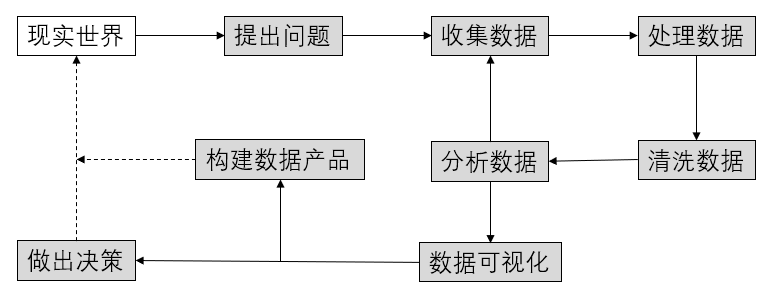 现实世界
提出问题
收集数据
处理数据
构建数据产品
分析数据
清洗数据
做出决策
数据可视化